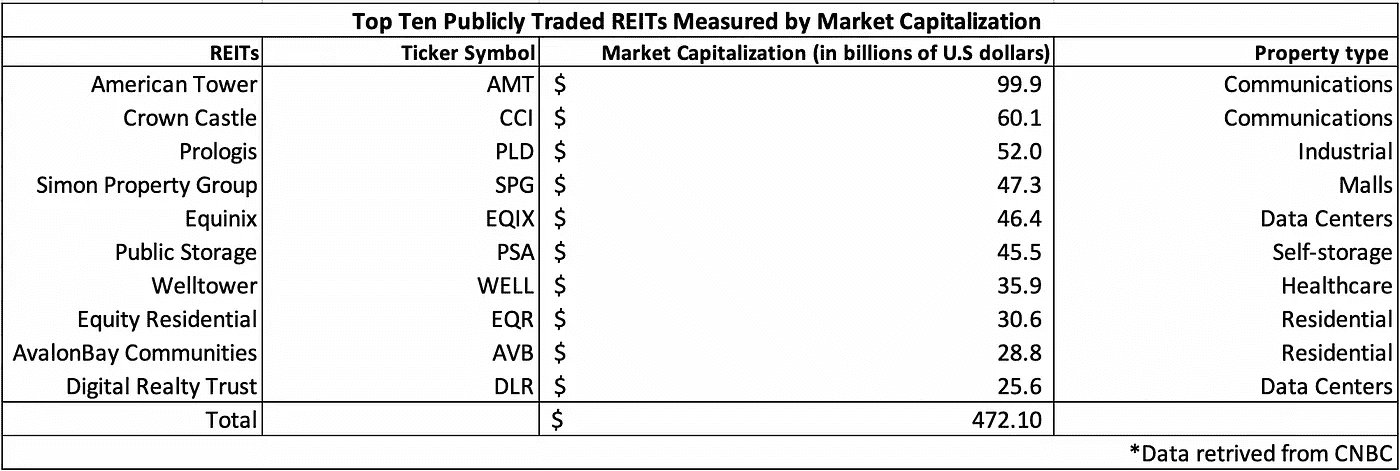 Top Ten Publicly Traded REITs Measured by Market Capitalization
REITs Ticker Symbol Market Capitalization (in billions of U.S dollars) Property type
American Tower AMT $ 99.9 Communications
Crown Castle CCI $ 60.1 Communications
Prologis PLD $ 52.0 Industrial
Simon Property Group SPG $ 47.3 Malls
Equinix EQIX $ 46.4 Data Centers
Public Storage PSA $ 45.5 Self-storage
Welltower WELL $ 35.9 Healthcare
Equity Residential EQR $ 30.6 Residential
AvalonBay Communities AVB $ 28.8 Residential
Digital Realty Trust DLR $ 25.6 Data Centers
Total $ 472.10
*Data retrived from CNBC